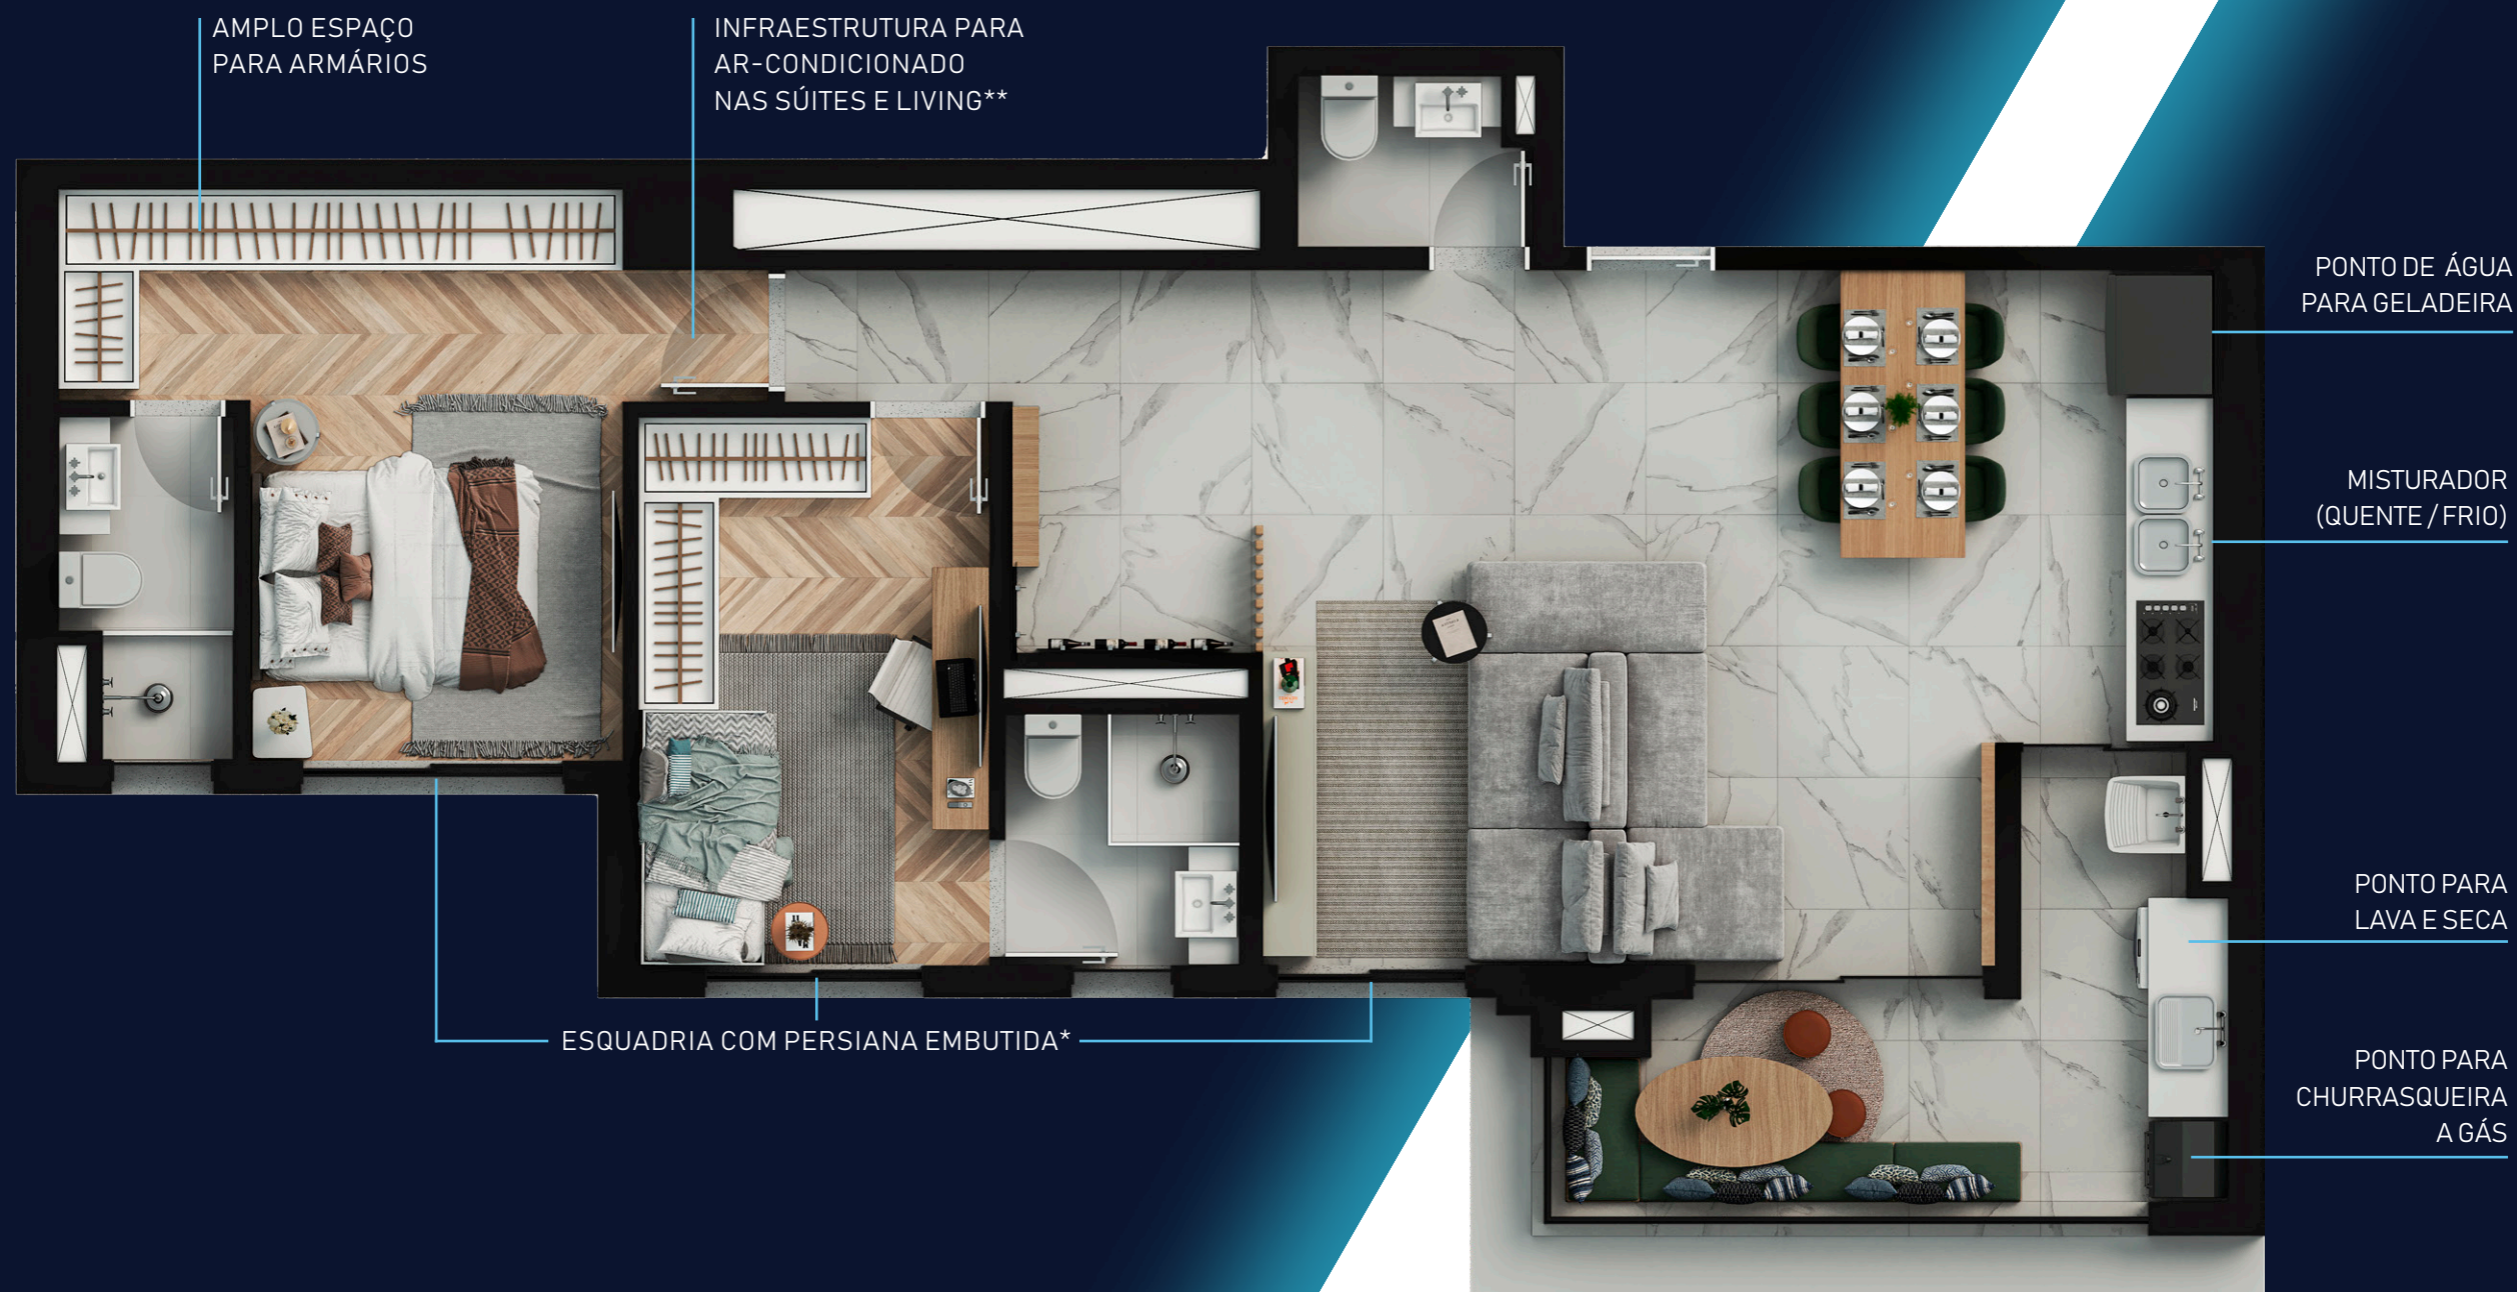 AMPLO ESPAÇO
PARA ARMÁRIOS
INFRAESTRUTURA PARA
AR-CONDICIONADO
NAS SÚITES E LIVING**
PONTO DE ÁGUA
PARA GELADEIRA
MISTURADOR
(QUENTE / FRIO)
PONTO PARA
LAVA E SECA
PONTO PARA
CHURRASQUEIRA
A GÁS
ESQUADRIA COM PERSIANA EMBUTIDA*